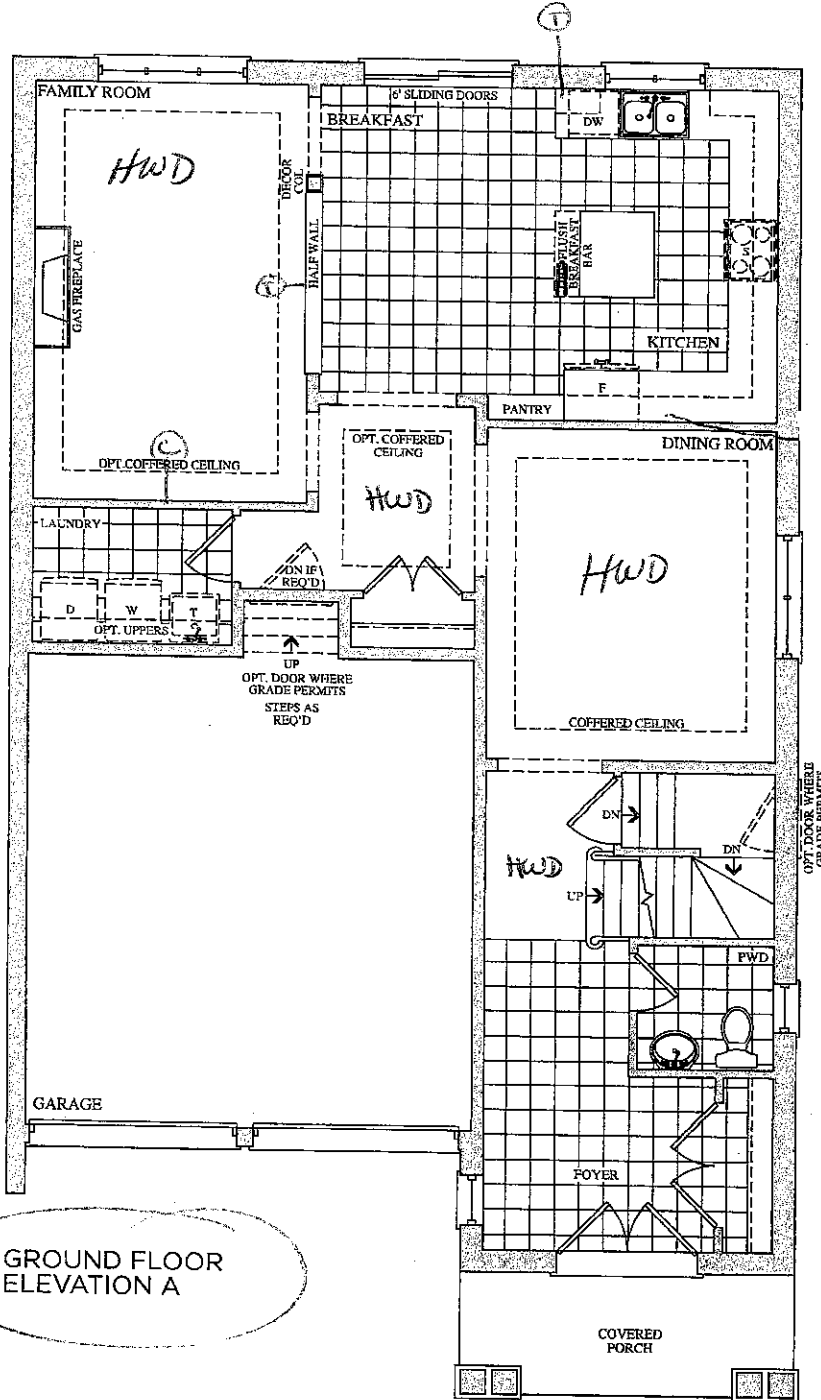 T
FAMILY ROOM
6' SLIDING DOORS
BREAKFAST
DW
HWD
DECOR
COL
GAS FIREPLACE
HALF WALL
FLUSH
BREAKFAST
BAR
KITCHEN
F
PANTRY
C
OPT. COFFERED CEILING
OPT. COFFERED
CEILING
HWD
DINING ROOM
LAUNDRY
DN IF
REQ'D
HWD
D
W
T
OPT. UPPERS
UP
OPT. DOOR WHERE
GRADE PERMITS
STEPS AS
REQ'D
COFFERED CEILING
DN
DN
OPT. DOOR WHERE
GRADE PERMITS
HWD
UP
PWD
GARAGE
FOYER
GROUND FLOOR
ELEVATION A
COVERED
PORCH